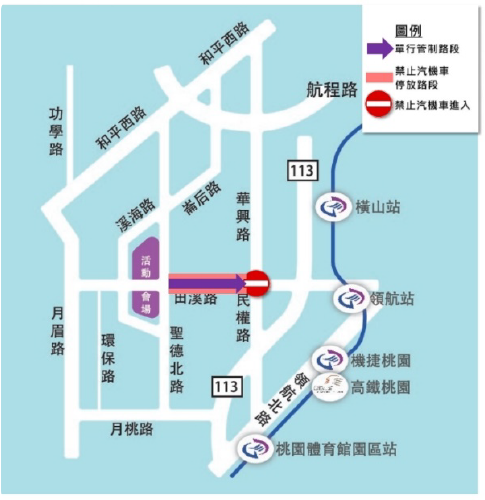 圖例
單行管制路段
禁止汽機車
停放路段
禁止汽機車進入
和平西路
航程路
功學路
和平西路
113
崙后路
溪海路
華興路
橫山站
活動會場
田溪路
民權路
領航站
月眉路
環保路
聖德北路
機捷桃園
高鐵桃園
113
領航北路
月桃路
桃園體育館園區站